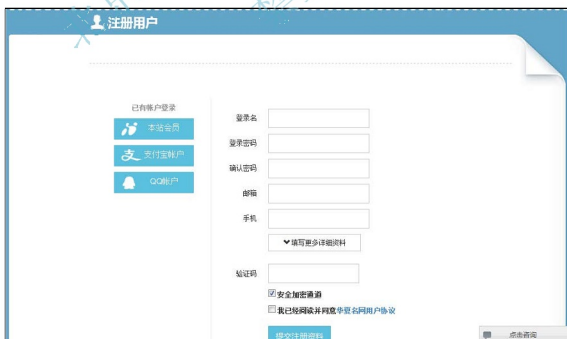 注册用户
已有帐户登录
本站会员
支付宝帐户
QQ帐户
登录名
登录密码
确认密码
邮箱
手机
填写更多详细资料
验证码
安全加密通道
我已经阅读并同意华夏名网用户协议
提交注册资料
点击咨询